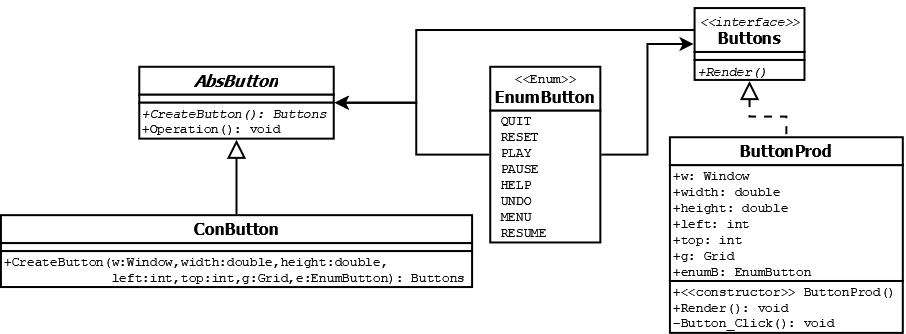 <<interface>>
Buttons
+Render()
AbsButton
+CreateButton(): Buttons
+Operation(): void
<<Enum>>
EnumButton
QUIT
RESET
PLAY
PAUSE
HELP
UNDO
MENU
RESUME
ButtonProd
+w: Window
+width: double
+height: double
+left: int
+top: int
+g: Grid
+enumB: EnumButton
+<<constructor>> ButtonProd()
+Render(): void
-Button_Click(): void
ConButton
+CreateButton(w:Window,width:double,height:double,
left:int,top:int,g:Grid,e:EnumButton): Buttons